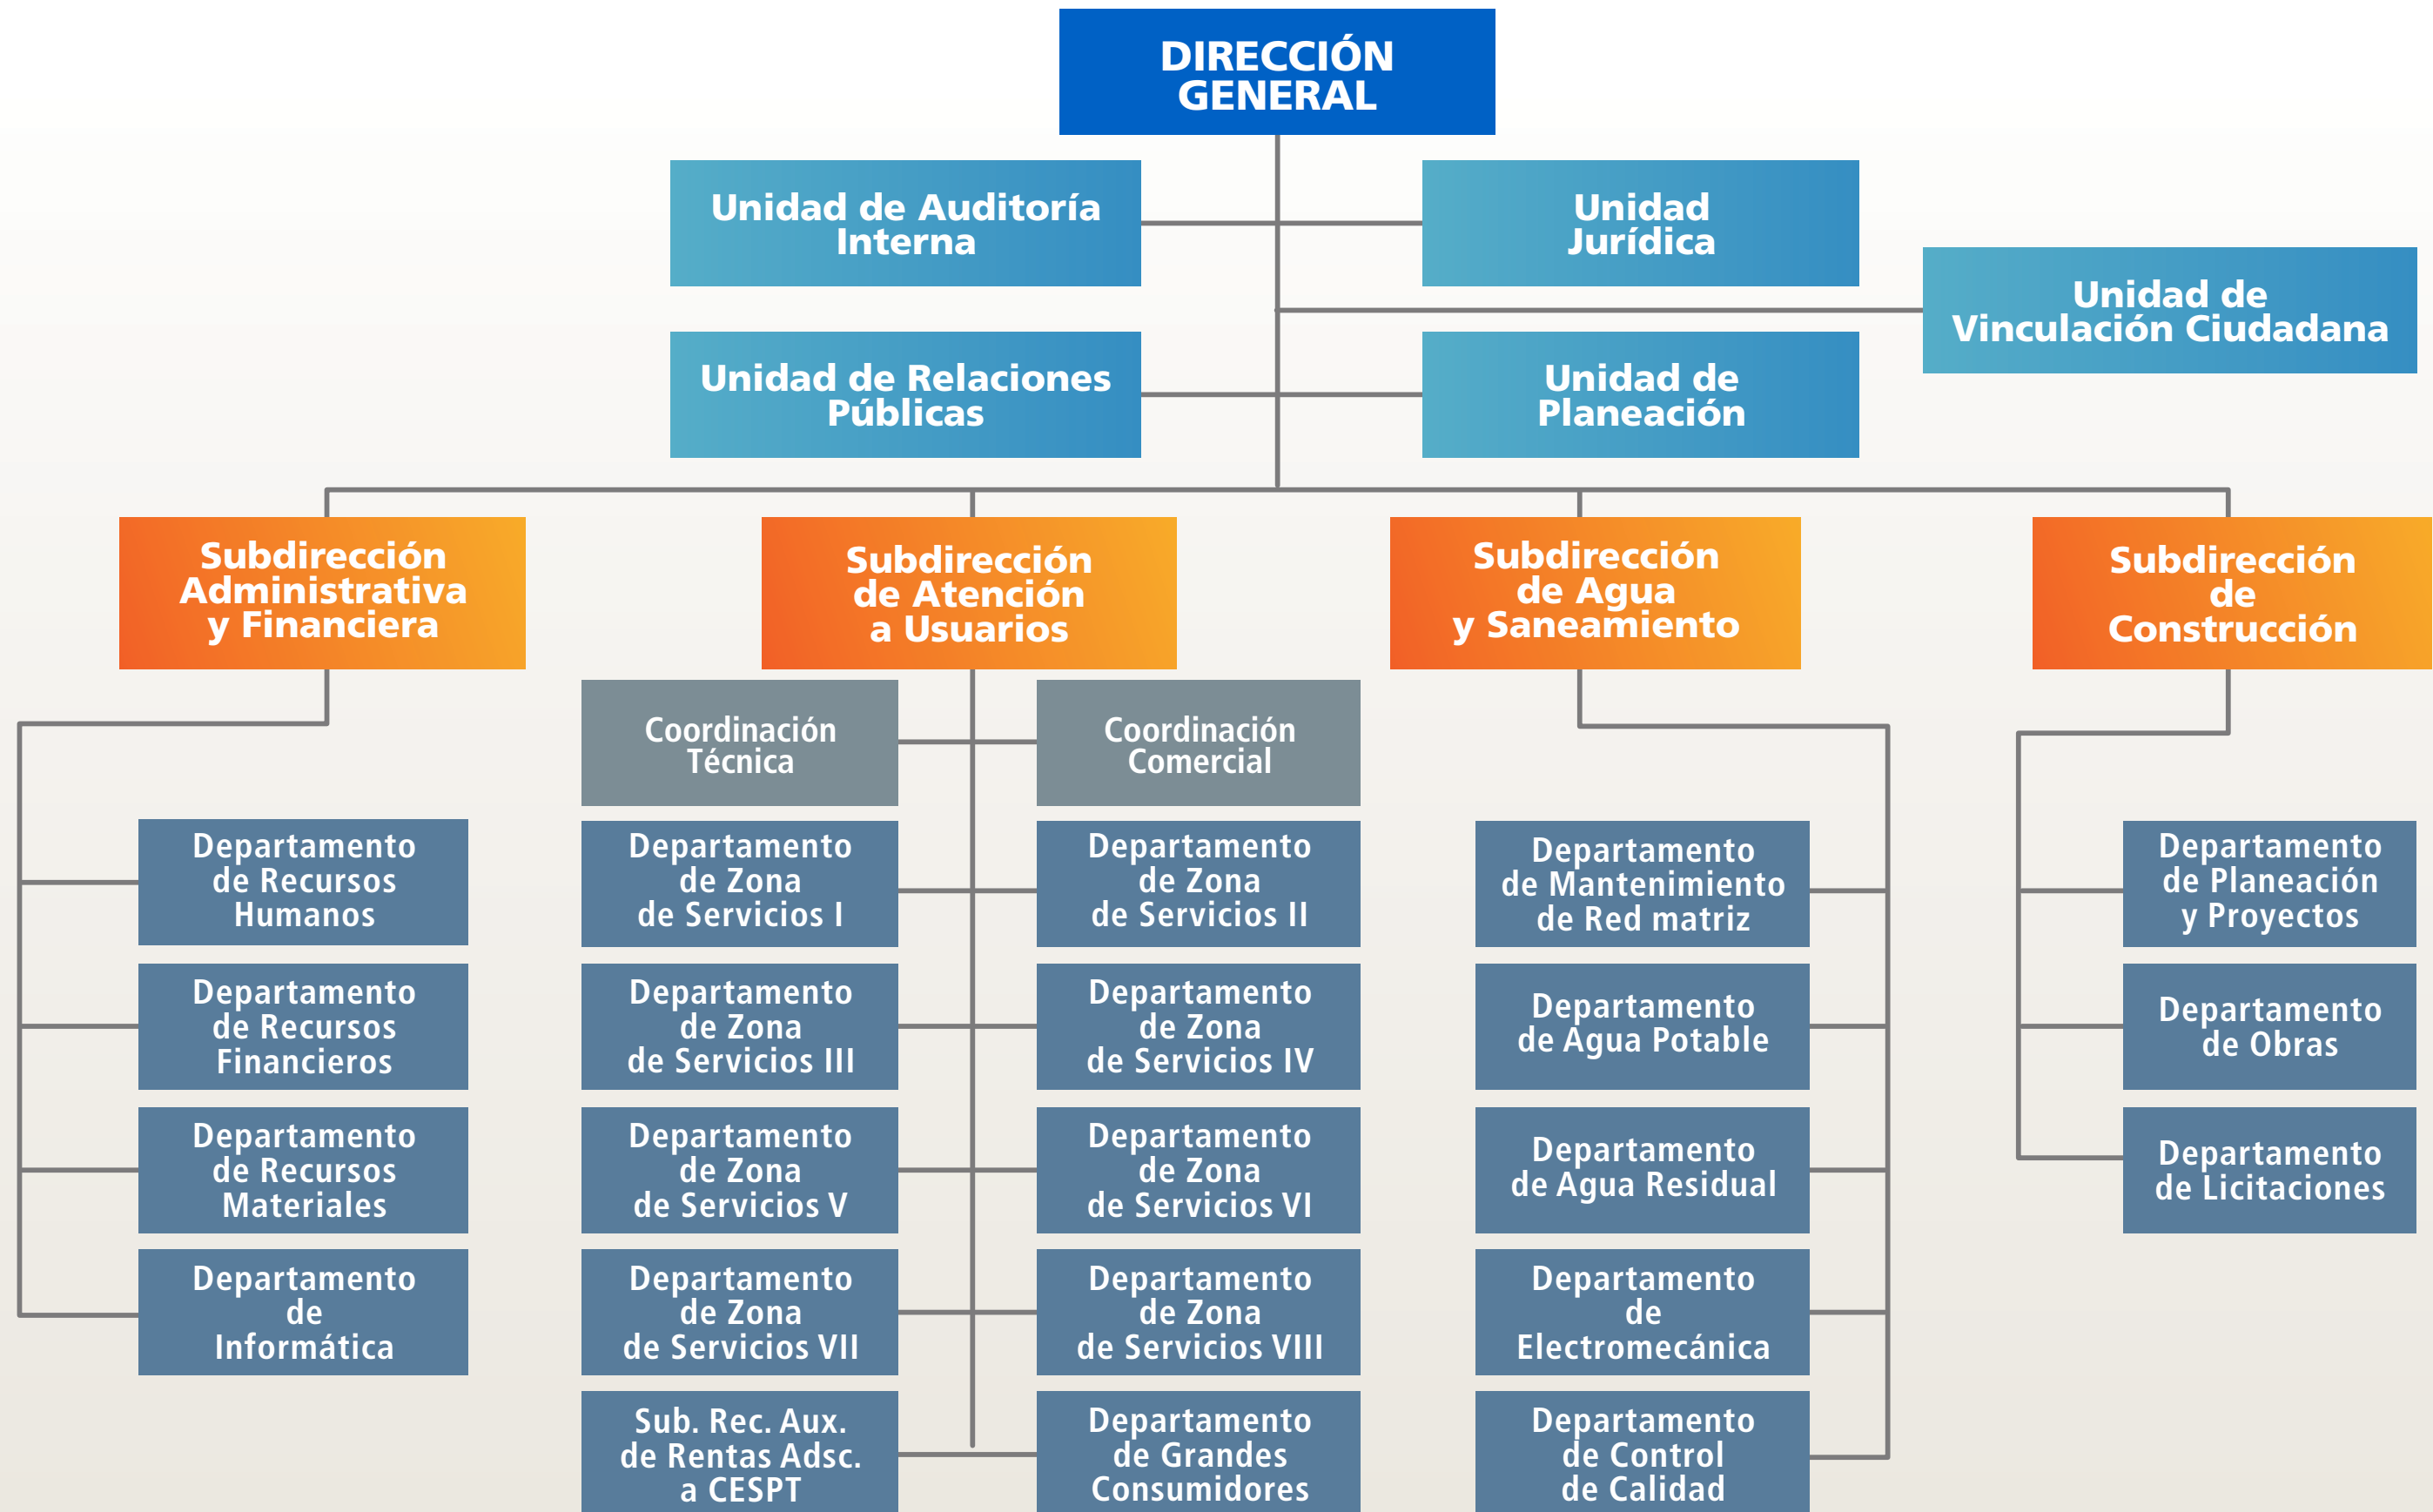 DIRECCIÓN
GENERAL
Unidad de Auditoría
Interna
Unidad
Jurídica
Unidad de
Vinculación Ciudadana
Unidad de Relaciones
Públicas
Unidad de
Planeación
Subdirección
Administrativa
y Financiera
Subdirección
de Atención
a Usuarios
Subdirección
de Agua
y Saneamiento
Subdirección
de
Construcción
Coordinación
Técnica
Coordinación
Comercial
Departamento
de Recursos
Humanos
Departamento
de Zona
de Servicios I
Departamento
de Zona
de Servicios II
Departamento
de Mantenimiento
de Red matriz
Departamento
de Planeación
y Proyectos
Departamento
de Recursos
Financieros
Departamento
de Zona
de Servicios III
Departamento
de Zona
de Servicios IV
Departamento
de Agua Potable
Departamento
de Obras
Departamento
de Recursos
Materiales
Departamento
de Zona
de Servicios V
Departamento
de Zona
de Servicios VI
Departamento
de Agua Residual
Departamento
de Licitaciones
Departamento
de
Informática
Departamento
de Zona
de Servicios VII
Departamento
de Zona
de Servicios VIII
Departamento
de
Electromecánica
Sub. Rec. Aux.
de Rentas Adsc.
a CESPT
Departamento
de Grandes
Consumidores
Departamento
de Control
de Calidad